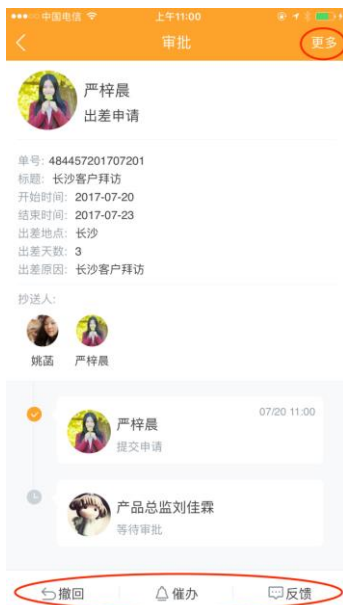 中国电信 上午11:00
审批 更多
严梓晨
出差申请
单号: 484457201707201
标题: 长沙客户拜访
开始时间: 2017-07-20
结束时间: 2017-07-23
出差地点: 长沙
出差天数: 3
出差原因: 长沙客户拜访
抄送人:
姚菡 严梓晨
严梓晨 07/20 11:00
提交申请
产品总监刘佳霖
等待审批
撤回 催办 反馈